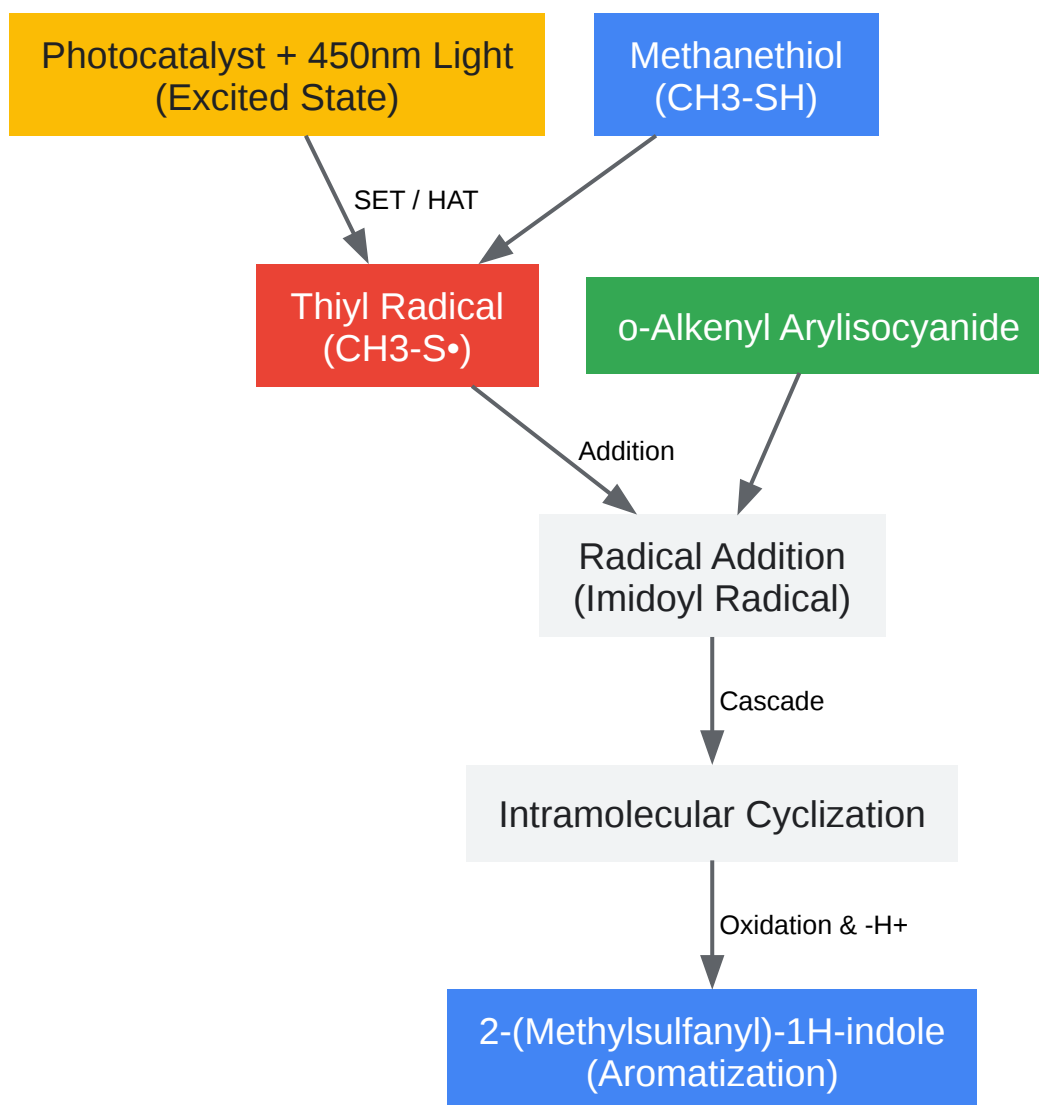 Photocatalyst + 450nm Light
(Excited State)
Methanethiol
(CH3-SH)
SET / HAT
Thiyl Radical
(CH3-S•)
o-Alkenyl Arylisocyanide
Addition
Radical Addition
(Imidoyl Radical)
Cascade
Intramolecular Cyclization
Oxidation & -H+
2-(Methylsulfanyl)-1H-indole
(Aromatization)